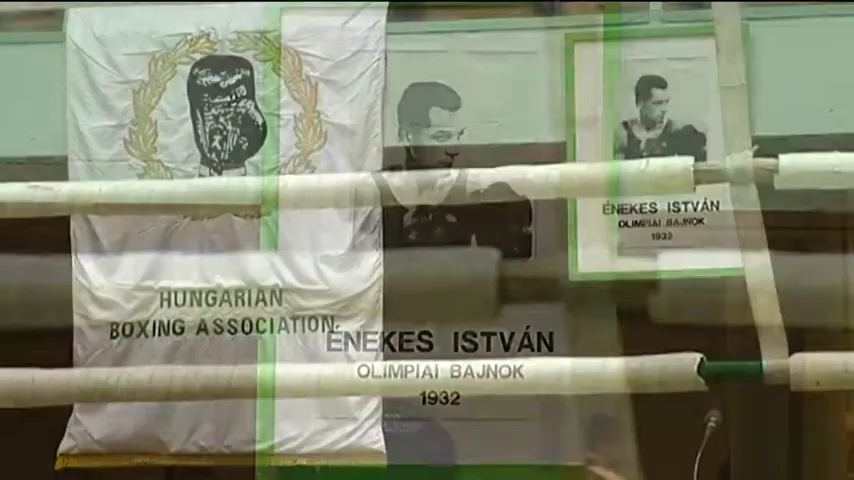 HUNGARIAN
BOXING ASSOCIATION
ÉNEKES ISTVÁN
OLIMPIAI BAJNOK
1932
ÉNEKES ISTVÁN
OLIMPIAI BAJNOK
1932